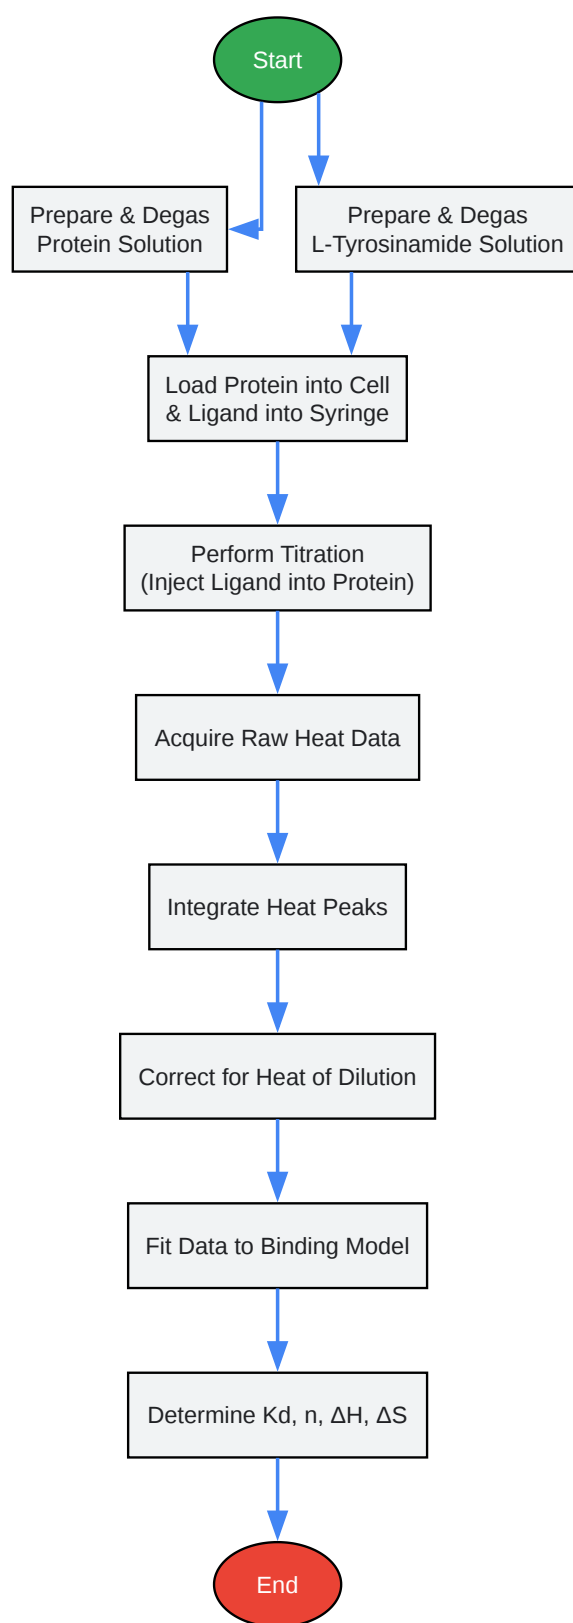 Start
Prepare & Degas
Protein Solution
Prepare & Degas
L-Tyrosinamide Solution
Load Protein into Cell
& Ligand into Syringe
Perform Titration
(Inject Ligand into Protein)
Acquire Raw Heat Data
Integrate Heat Peaks
Correct for Heat of Dilution
Fit Data to Binding Model
Determine Kd, n, ΔH, ΔS
End